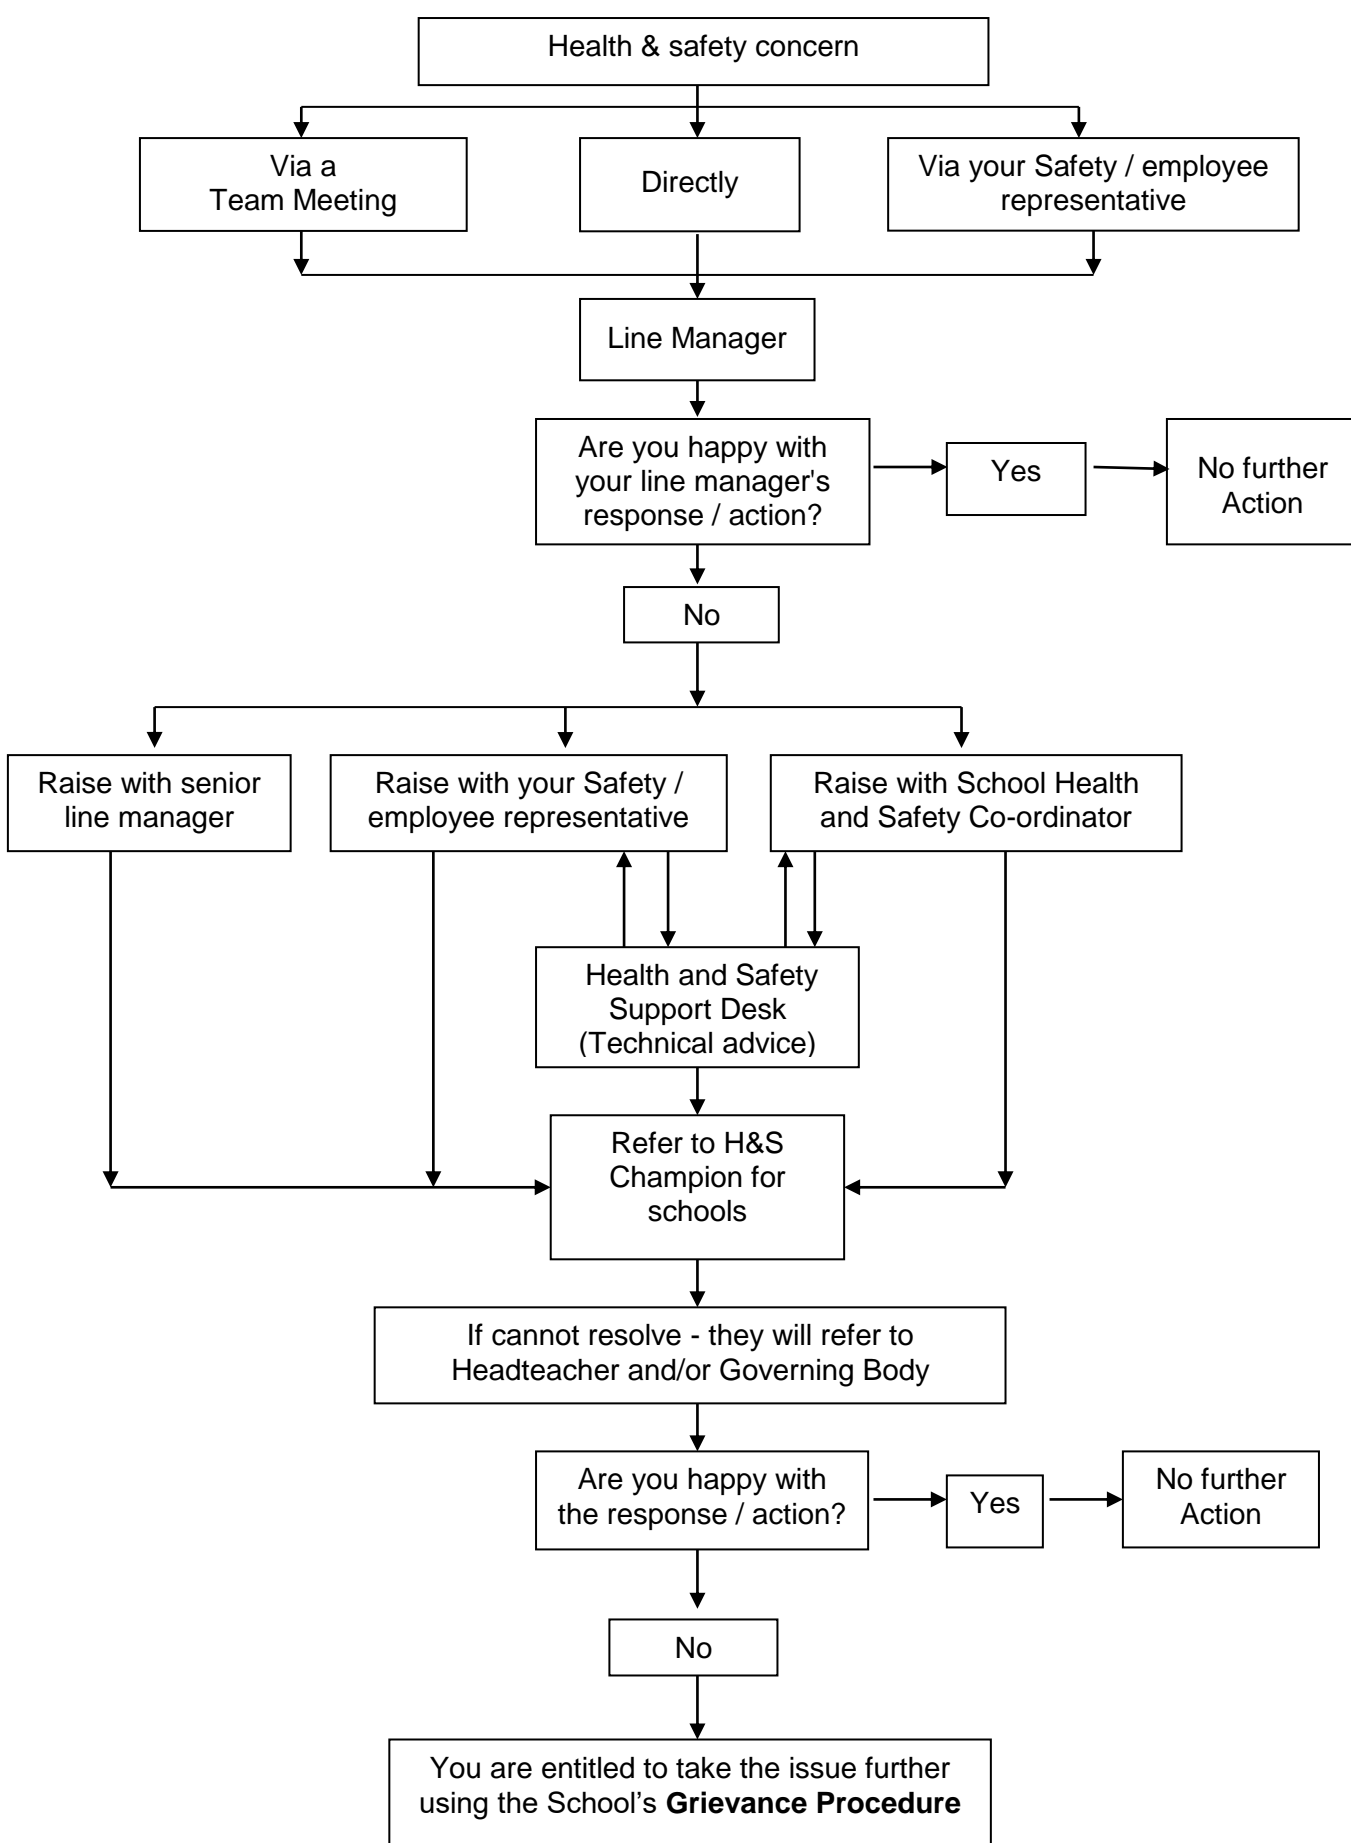 Health & safety concern
Via a
Team Meeting
Directly
Via your Safety / employee
representative
Line Manager
Are you happy with
your line manager's
response / action?
Yes
No further
Action
No
Raise with senior
line manager
Raise with your Safety /
employee representative
Raise with School Health
and Safety Co-ordinator
Health and Safety
Support Desk
(Technical advice)
Refer to H&S
Champion for
schools
If cannot resolve - they will refer to
Headteacher and/or Governing Body
Are you happy with
the response / action?
Yes
No further
Action
No
You are entitled to take the issue further
using the School’s Grievance Procedure